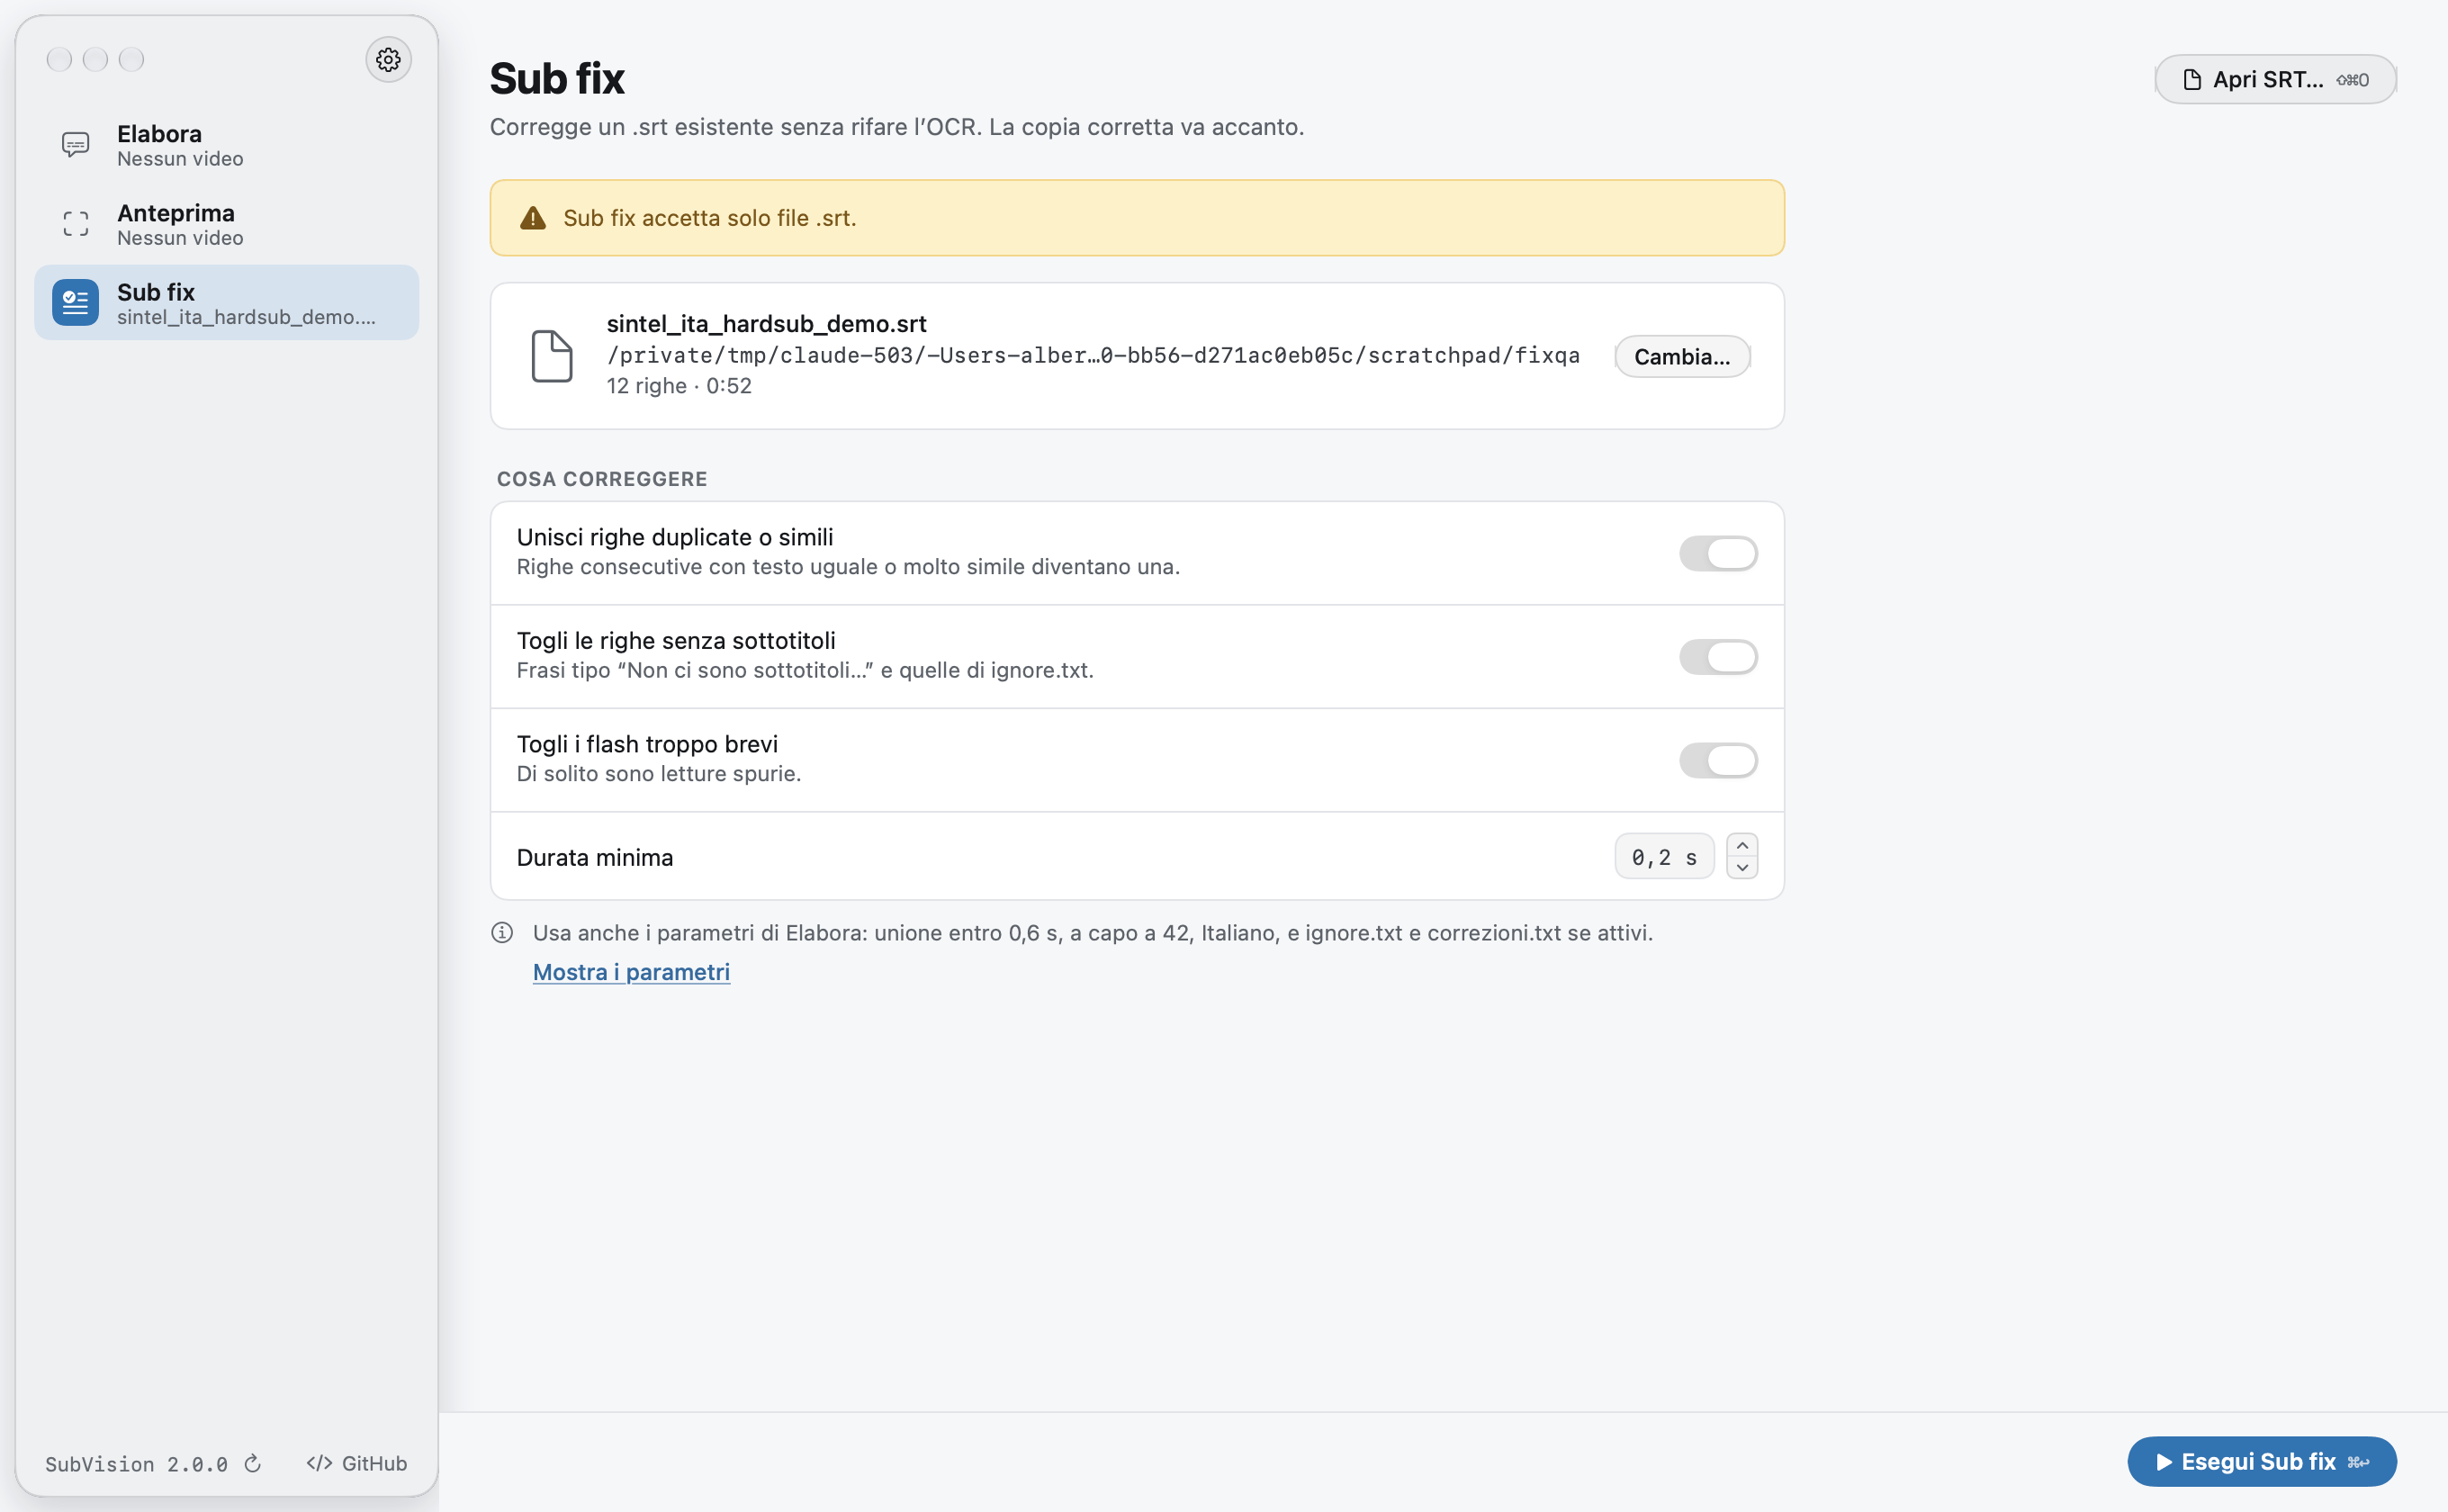 Elabora
Nessun video
Anteprima
Nessun video
Sub fix
sintel_ita_hardsub_demo....
SubVision 2.0.0
</> GitHub
Sub fix
Corregge un .srt esistente senza rifare l’OCR. La copia corretta va accanto.
Apri SRT... ⇧⌘O
Sub fix accetta solo file .srt.
sintel_ita_hardsub_demo.srt
/private/tmp/claude-503/-Users-alber…0-bb56-d271ac0eb05c/scratchpad/fixqa
12 righe · 0:52
Cambia...
COSA CORREGGERE
Unisci righe duplicate o simili
Righe consecutive con testo uguale o molto simile diventano una.
Togli le righe senza sottotitoli
Frasi tipo “Non ci sono sottotitoli…” e quelle di ignore.txt.
Togli i flash troppo brevi
Di solito sono letture spurie.
Durata minima
0,2 s
Usa anche i parametri di Elabora: unione entro 0,6 s, a capo a 42, Italiano, e ignore.txt e correzioni.txt se attivi.
Mostra i parametri
Esegui Sub fix ⌘↩